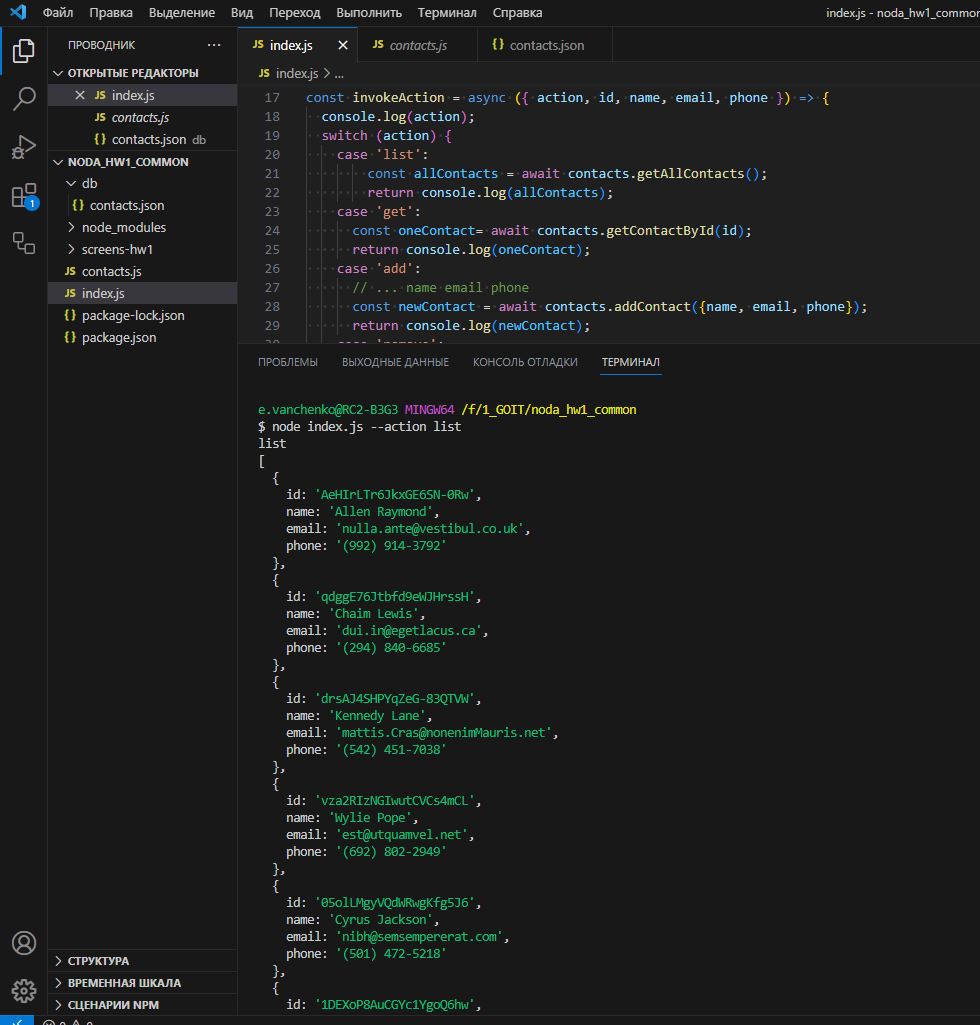 Файл Правка Выделение Вид Переход Выполнить Терминал Справка index.js - noda_hw1_common
ПРОВОДНИК ...
ОТКРЫТЫЕ РЕДАКТОРЫ
JS index.js
JS contacts.js
{} contacts.json db
NODA_HW1_COMMON
db
{} contacts.json
node_modules
screens-hw1
JS contacts.js
JS index.js
{} package-lock.json
{} package.json
1
СТРУКТУРА
ВРЕМЕННАЯ ШКАЛА
СЦЕНАРИИ NPM
JS index.js JS contacts.js {} contacts.json
JS index.js > ...
17 const invokeAction = async ({ action, id, name, email, phone }) => {
18 console.log(action);
19 switch (action) {
20 case 'list':
21 const allContacts = await contacts.getAllContacts();
22 return console.log(allContacts);
23 case 'get':
24 const oneContact= await contacts.getContactById(id);
25 return console.log(oneContact);
26 case 'add':
27 // ... name email phone
28 const newContact = await contacts.addContact({name, email, phone});
29 return console.log(newContact);
30 case 'remove':
ПРОБЛЕМЫ ВЫХОДНЫЕ ДАННЫЕ КОНСОЛЬ ОТЛАДКИ ТЕРМИНАЛ
e.vanchenko@RC2-B3G3 MINGW64 /f/1_GOIT/noda_hw1_common
$ node index.js --action list
list
[
{
id: 'AeHIrLTr6JkxGE6SN-0Rw',
name: 'Allen Raymond',
email: 'nulla.ante@vestibul.co.uk',
phone: '(992) 914-3792'
},
{
id: 'qdggE76Jtbfd9eWJHrssH',
name: 'Chaim Lewis',
email: 'dui.in@egetlacus.ca',
phone: '(294) 840-6685'
},
{
id: 'drsAJ4SHPYqZeG-83QTVW',
name: 'Kennedy Lane',
email: 'mattis.Cras@nonenimMauris.net',
phone: '(542) 451-7038'
},
{
id: 'vza2RIzNGIwutCVCs4mCL',
name: 'Wylie Pope',
email: 'est@utquamvel.net',
phone: '(692) 802-2949'
},
{
id: '05olLMgyVQdWRwgKfg5J6',
name: 'Cyrus Jackson',
email: 'nibh@semsempererat.com',
phone: '(501) 472-5218'
},
{
id: '1DEXoP8AuCGYc1YgoQ6hw',